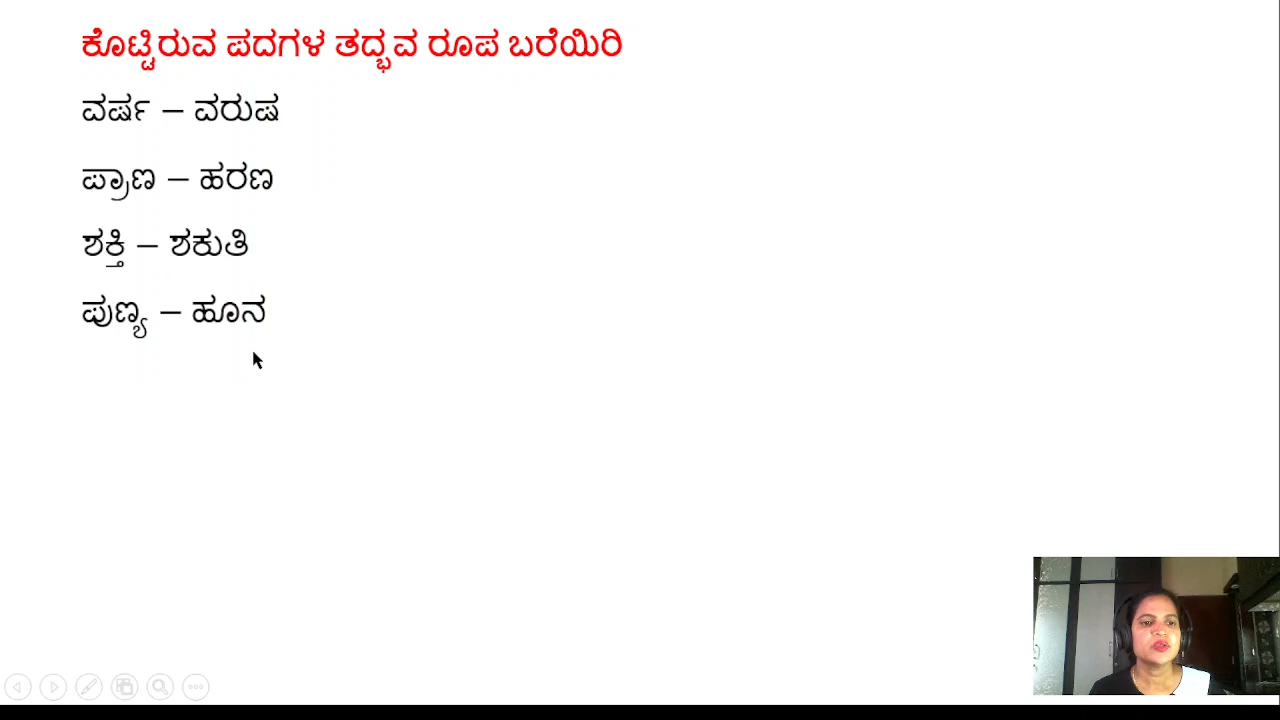 ಕೊಟ್ಟಿರುವ ಪದಗಳ ತದ್ಭವ ರೂಪ ಬರೆಯಿರಿ
ವರ್ಷ – ವರುಷ
ಪ್ರಾಣ – ಹರಣ
ಶಕ್ತಿ – ಶಕುತಿ
ಪುಣ್ಯ – ಹೂನ